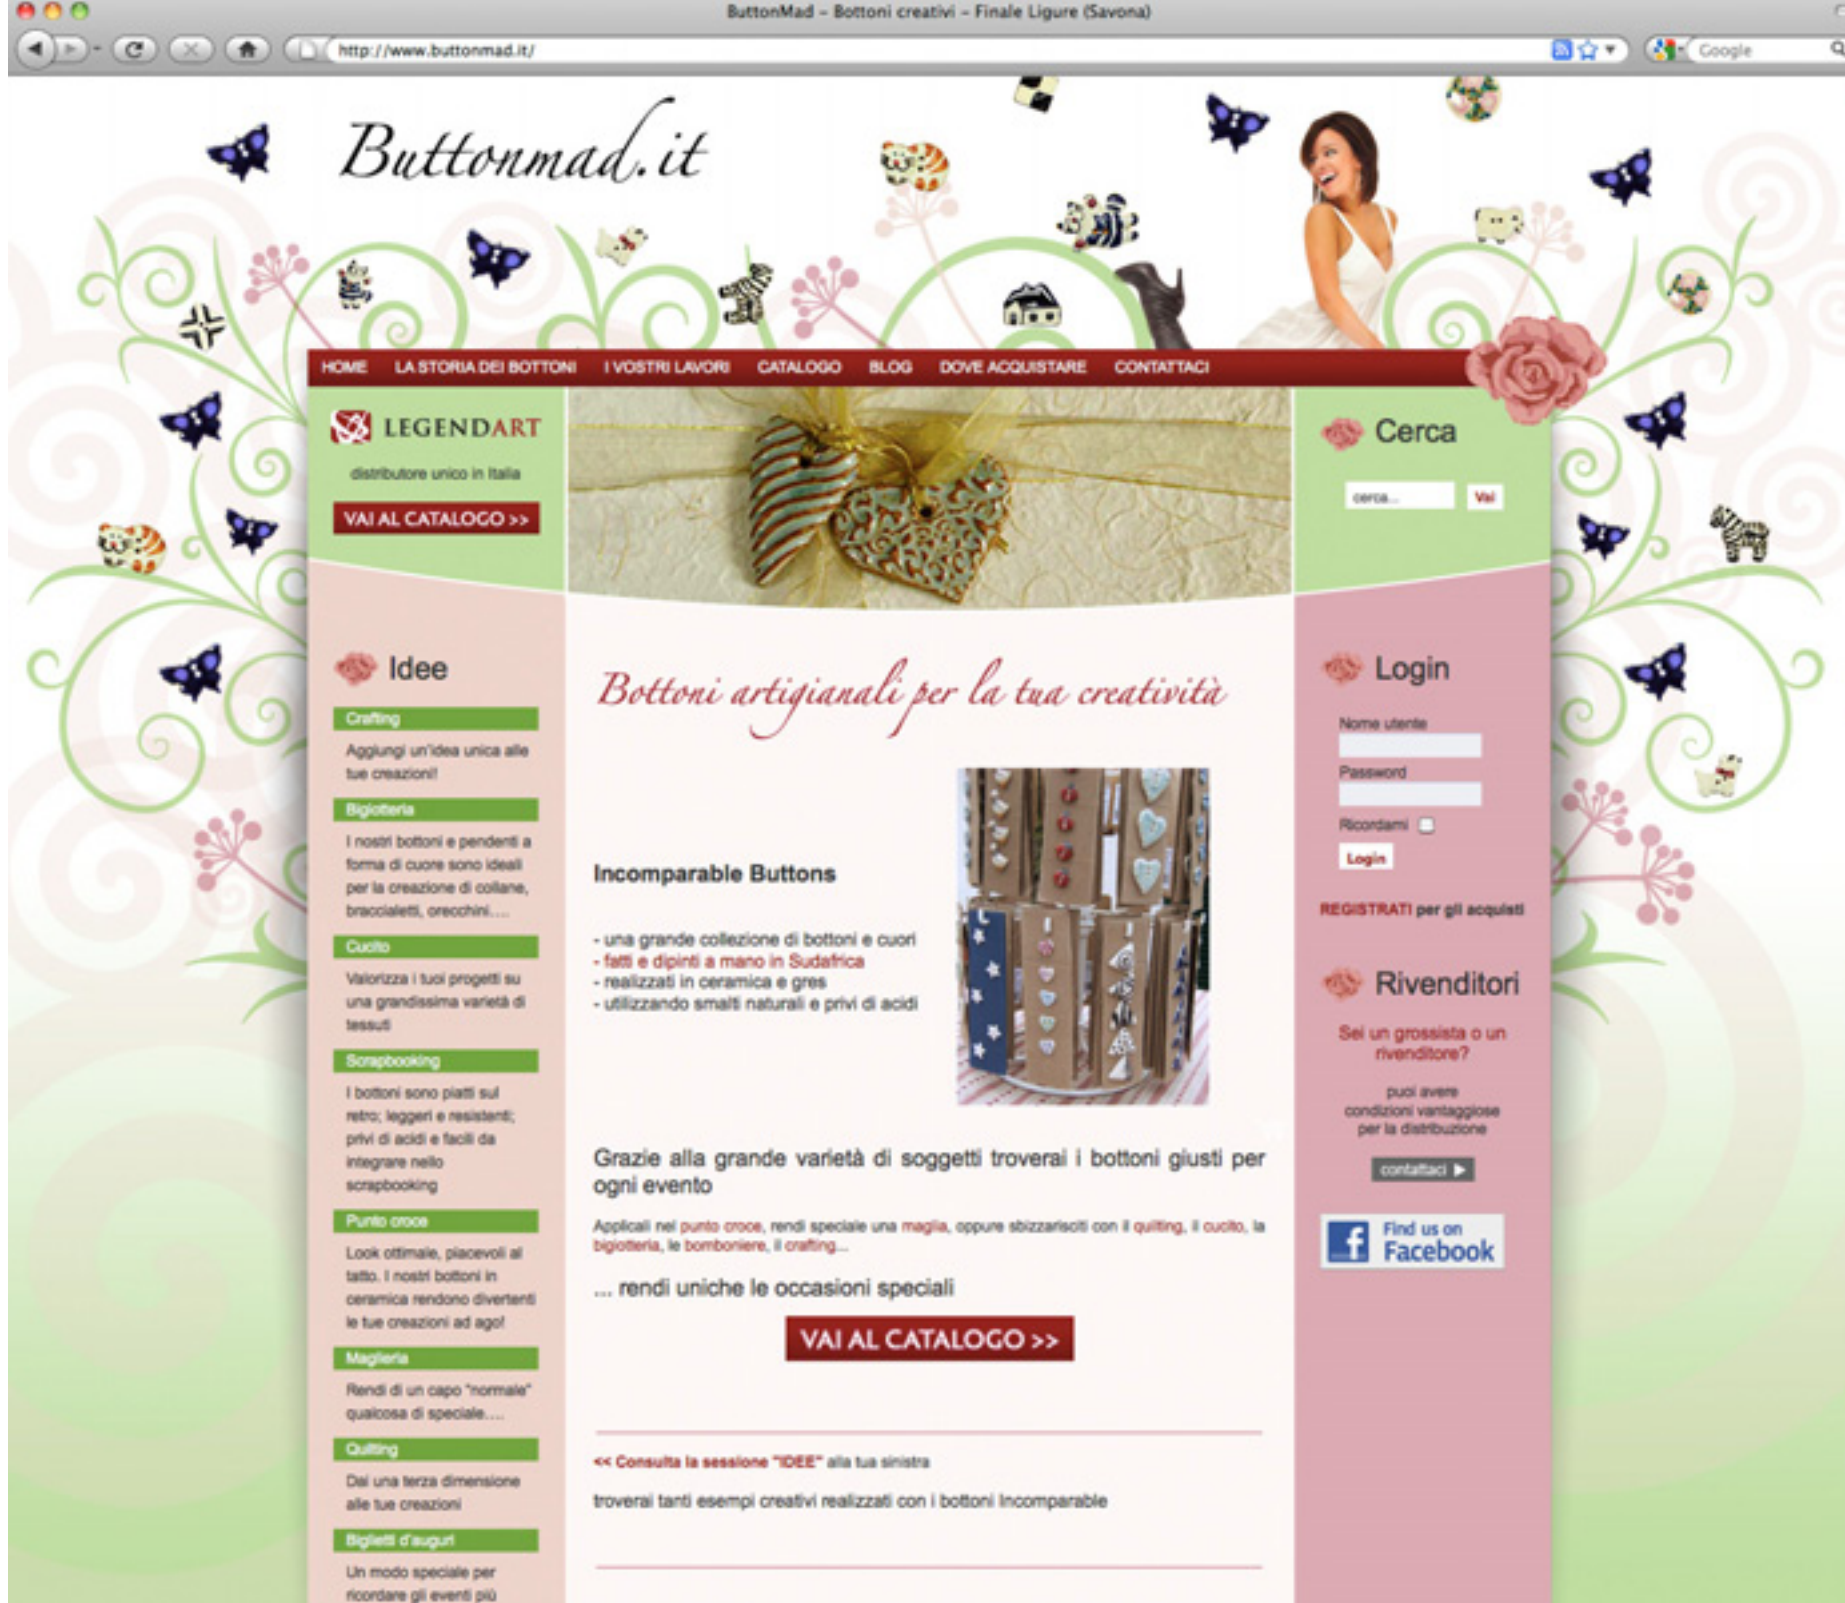 ButtonMad – Bottoni creativi – Finale Ligure (Savona)
http://www.buttonmad.it/
Google
Buttonmad.it
HOME LA STORIA DEI BOTTONI I VOSTRI LAVORI CATALOGO BLOG DOVE ACQUISTARE CONTATTACI
LEGENDART
distributore unico in Italia
VAI AL CATALOGO >>
Idee
Crafting
Aggiungi un'idea unica alle
tue creazioni!
Bigiotteria
I nostri bottoni e pendenti a
forma di cuore sono ideali
per la creazione di collane,
braccialetti, orecchini....
Cucito
Valorizza i tuoi progetti su
una grandissima varietà di
tessuti
Scrapbooking
I bottoni sono piatti sul
retro; leggeri e resistenti;
privi di acidi e facili da
integrare nello
scrapbooking
Punto croce
Look ottimale, piacevoli al
tatto. I nostri bottoni in
ceramica rendono divertenti
le tue creazioni ad ago!
Maglieria
Rendi di un capo "normale"
qualcosa di speciale....
Quilting
Dai una terza dimensione
alle tue creazioni
Biglietti d'auguri
Un modo speciale per
ricordare gli eventi più
Bottoni artigianali per la tua creatività
Incomparable Buttons
- una grande collezione di bottoni e cuori
- fatti e dipinti a mano in Sudafrica
- realizzati in ceramica e gres
- utilizzando smalti naturali e privi di acidi
Grazie alla grande varietà di soggetti troverai i bottoni giusti per
ogni evento
Applicali nel punto croce, rendi speciale una maglia, oppure sbizzarisciti con il quilting, il cucito, la
bigiotteria, le bomboniere, il crafting...
... rendi uniche le occasioni speciali
VAI AL CATALOGO >>
<< Consulta la sessione "IDEE" alla tua sinistra
troverai tanti esempi creativi realizzati con i bottoni Incomparable
Cerca
cerca...
Vai
Login
Nome utente
Password
Ricordami
Login
REGISTRATI per gli acquisti
Rivenditori
Sei un grossista o un
rivenditore?
puoi avere
condizioni vantaggiose
per la distribuzione
contattaci
Find us on
Facebook